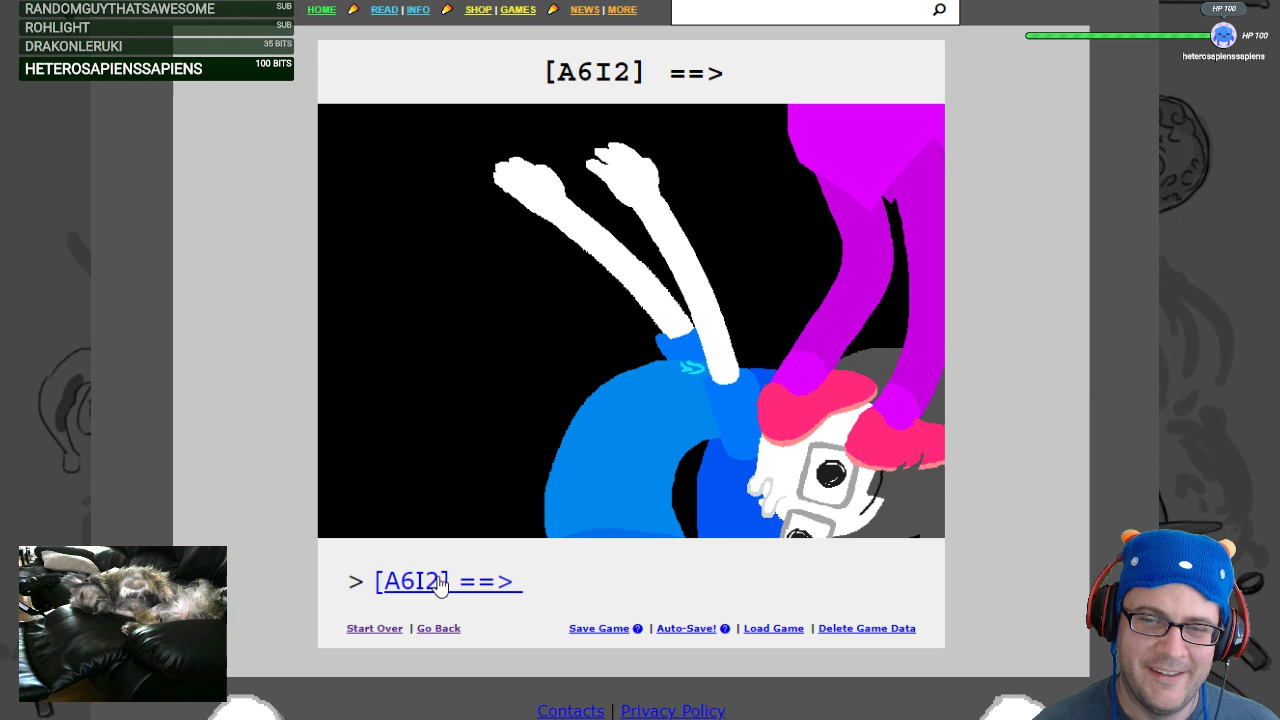 RANDOMGUYTHATSAWESOME SUB
ROHLIGHT SUB
DRAKONLERUKI 35 BITS
HETEROSAPIENSSAPIENS 100 BITS
HOME READ | INFO SHOP | GAMES NEWS | MORE
HP 100
HP 100
heterosapienssapiens
[A6I2] ==>
> [A6I2] ==>
Start Over | Go Back Save Game ? | Auto-Save! ? | Load Game | Delete Game Data
Contacts | Privacy Policy